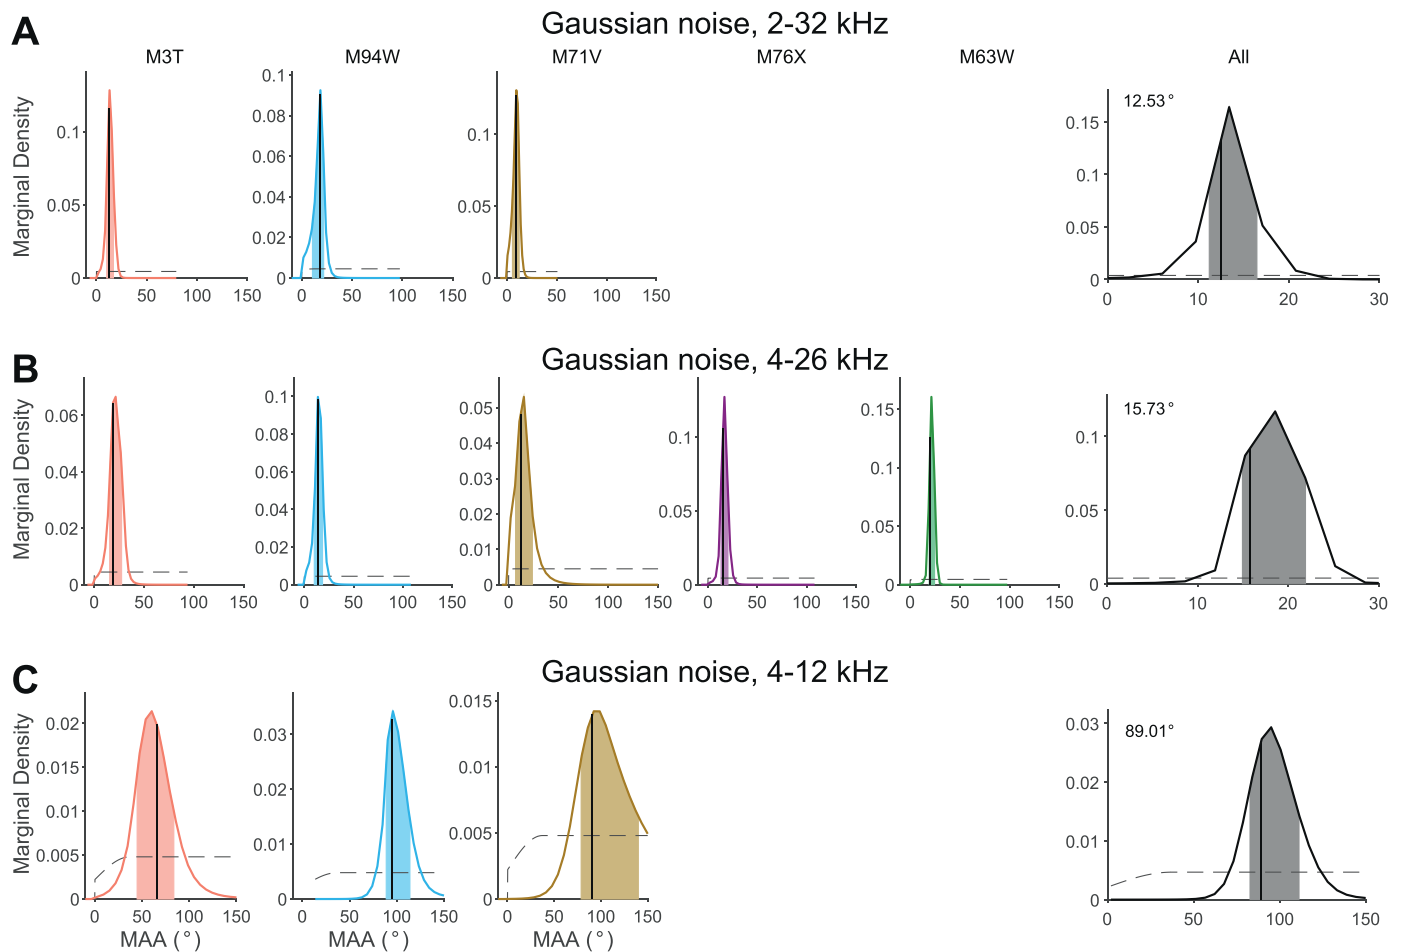 A
Gaussian noise, 2-32 kHz
M3T M94W M71V M76X M63W All
Marginal Density
0.1
0.05
0
0 50 100 150
0.1
0.08
0.06
0.04
0.02
0
0 50 100 150
0.1
0.05
0
0 50 100 150
12.53°
0.15
0.1
0.05
0
0 10 20 30
B
Gaussian noise, 4-26 kHz
Marginal Density
0.06
0.04
0.02
0
0 50 100 150
0.1
0.08
0.06
0.04
0.02
0
0 50 100 150
0.05
0.04
0.03
0.02
0.01
0
0 50 100 150
0.1
0.05
0
0 50 100 150
0.15
0.1
0.05
0
0 50 100 150
15.73°
0.1
0.05
0
0 10 20 30
C
Gaussian noise, 4-12 kHz
Marginal Density
0.02
0.015
0.01
0.005
0
0 50 100 150
MAA (°)
0.03
0.02
0.01
0
0 50 100 150
MAA (°)
0.015
0.01
0.005
0
0 50 100 150
MAA (°)
89.01°
0.03
0.02
0.01
0
0 50 100 150